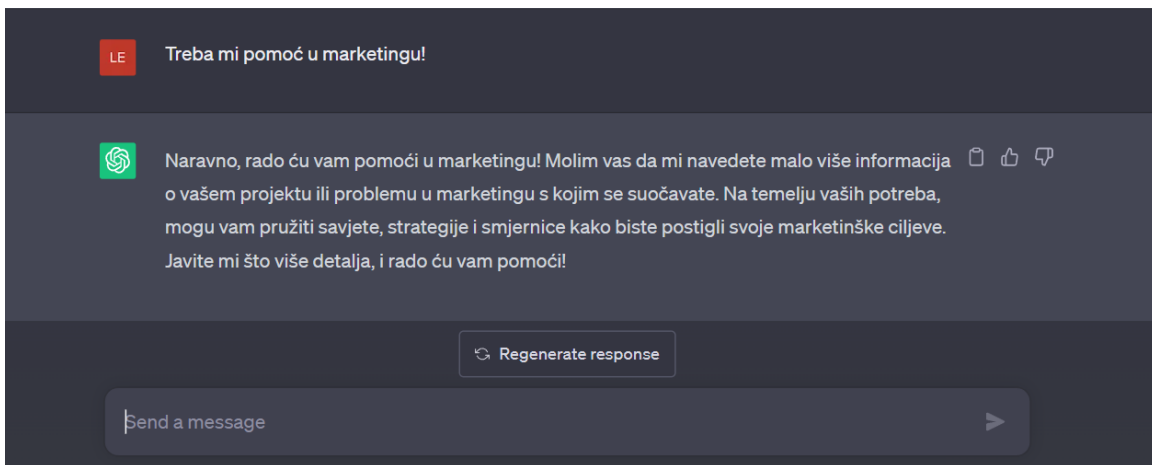 LE
Treba mi pomoć u marketingu!
Naravno, rado ću vam pomoći u marketingu! Molim vas da mi navedete malo više informacija
o vašem projektu ili problemu u marketingu s kojim se suočavate. Na temelju vaših potreba,
mogu vam pružiti savjete, strategije i smjernice kako biste postigli svoje marketinške ciljeve.
Javite mi što više detalja, i rado ću vam pomoći!
Regenerate response
Send a message